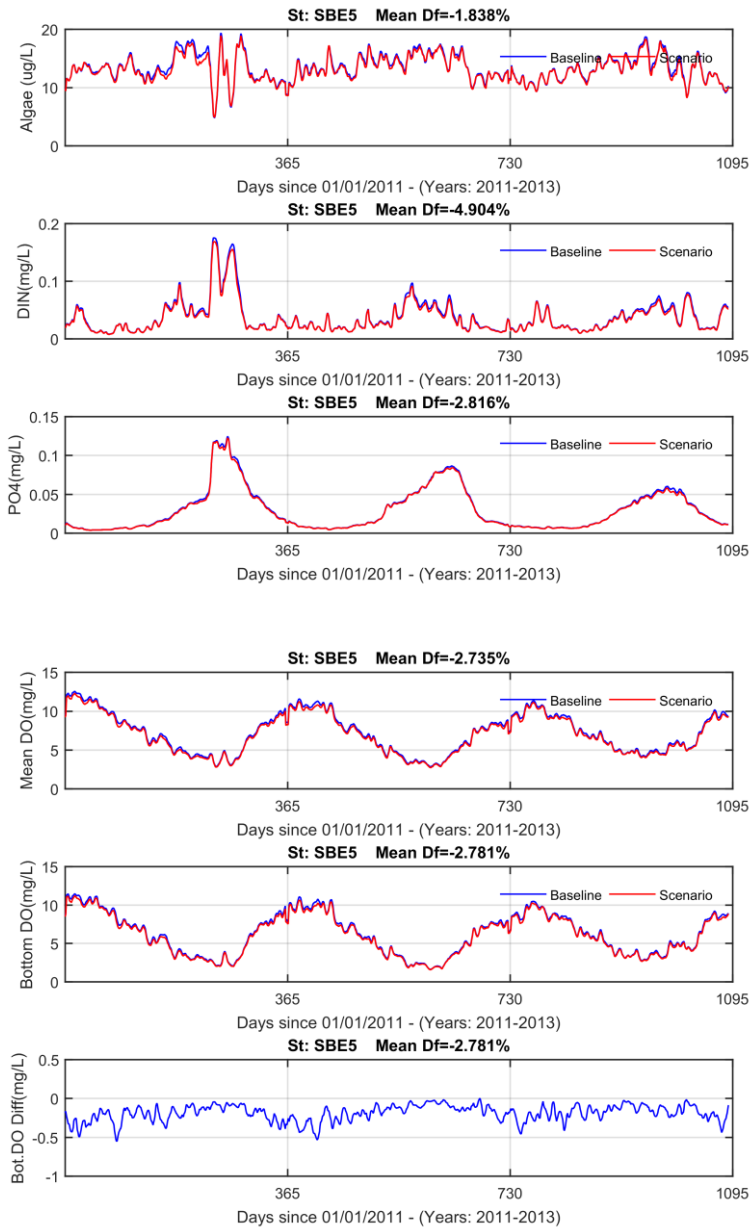 St: SBE5 Mean Df=-1.838%
Algae (ug/L)
20
10
0
Baseline Scenario
365 730 1095
Days since 01/01/2011 - (Years: 2011-2013)
St: SBE5 Mean Df=-4.904%
DIN(mg/L)
0.2
0.1
0
Baseline Scenario
365 730 1095
Days since 01/01/2011 - (Years: 2011-2013)
St: SBE5 Mean Df=-2.816%
PO4(mg/L)
0.15
0.1
0.05
0
Baseline Scenario
365 730 1095
Days since 01/01/2011 - (Years: 2011-2013)
St: SBE5 Mean Df=-2.735%
Mean DO(mg/L)
15
10
5
0
Baseline Scenario
365 730 1095
Days since 01/01/2011 - (Years: 2011-2013)
St: SBE5 Mean Df=-2.781%
Bottom DO(mg/L)
15
10
5
0
Baseline Scenario
365 730 1095
Days since 01/01/2011 - (Years: 2011-2013)
St: SBE5 Mean Df=-2.781%
Bot.DO Diff(mg/L)
0.5
0
-0.5
-1
365 730 1095
Days since 01/01/2011 - (Years: 2011-2013)